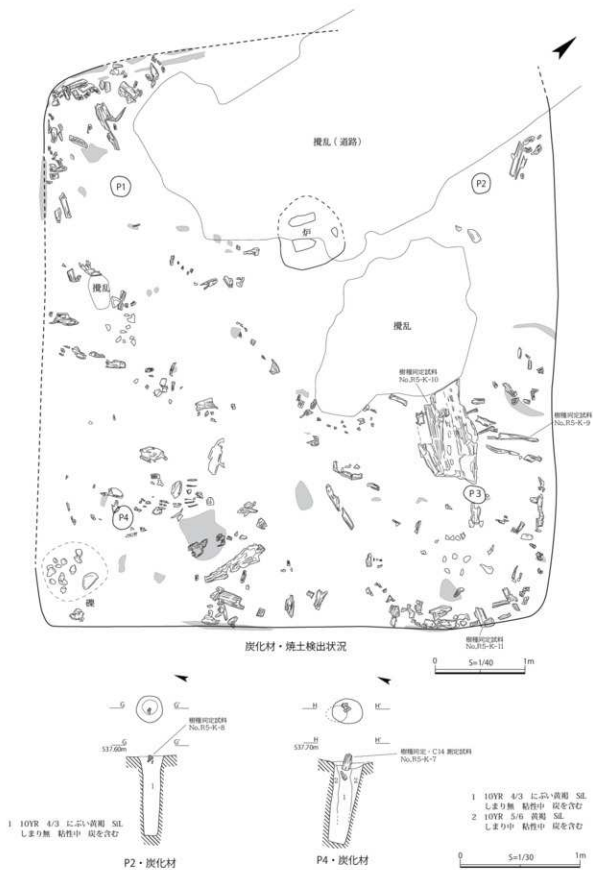 攪乱（道路）
P1
P2
炉
攪乱
攪乱
樹種同定試料
No.R5-K-10
樹種同定試料
No.R5-K-9
P3
P4
礫
樹種同定試料
No.R5-K-11
炭化材・焼土検出状況
0 S=1/40 1m
G G'
樹種同定試料
No.R5-K-8
537.60m
G G'
1
1 10YR 4/3 にぶい黄褐 SiL
しまり無 粘性中 炭を含む
P2・炭化材
H H'
H H'
537.70m
樹種同定・C14 測定試料
No.R5-K-7
2 1 2
P4・炭化材
1 10YR 4/3 にぶい黄褐 SiL
しまり無 粘性中 炭を含む
2 10YR 5/6 黄褐 SiL
しまり中 粘性中 炭を含む
0 S=1/30 1m